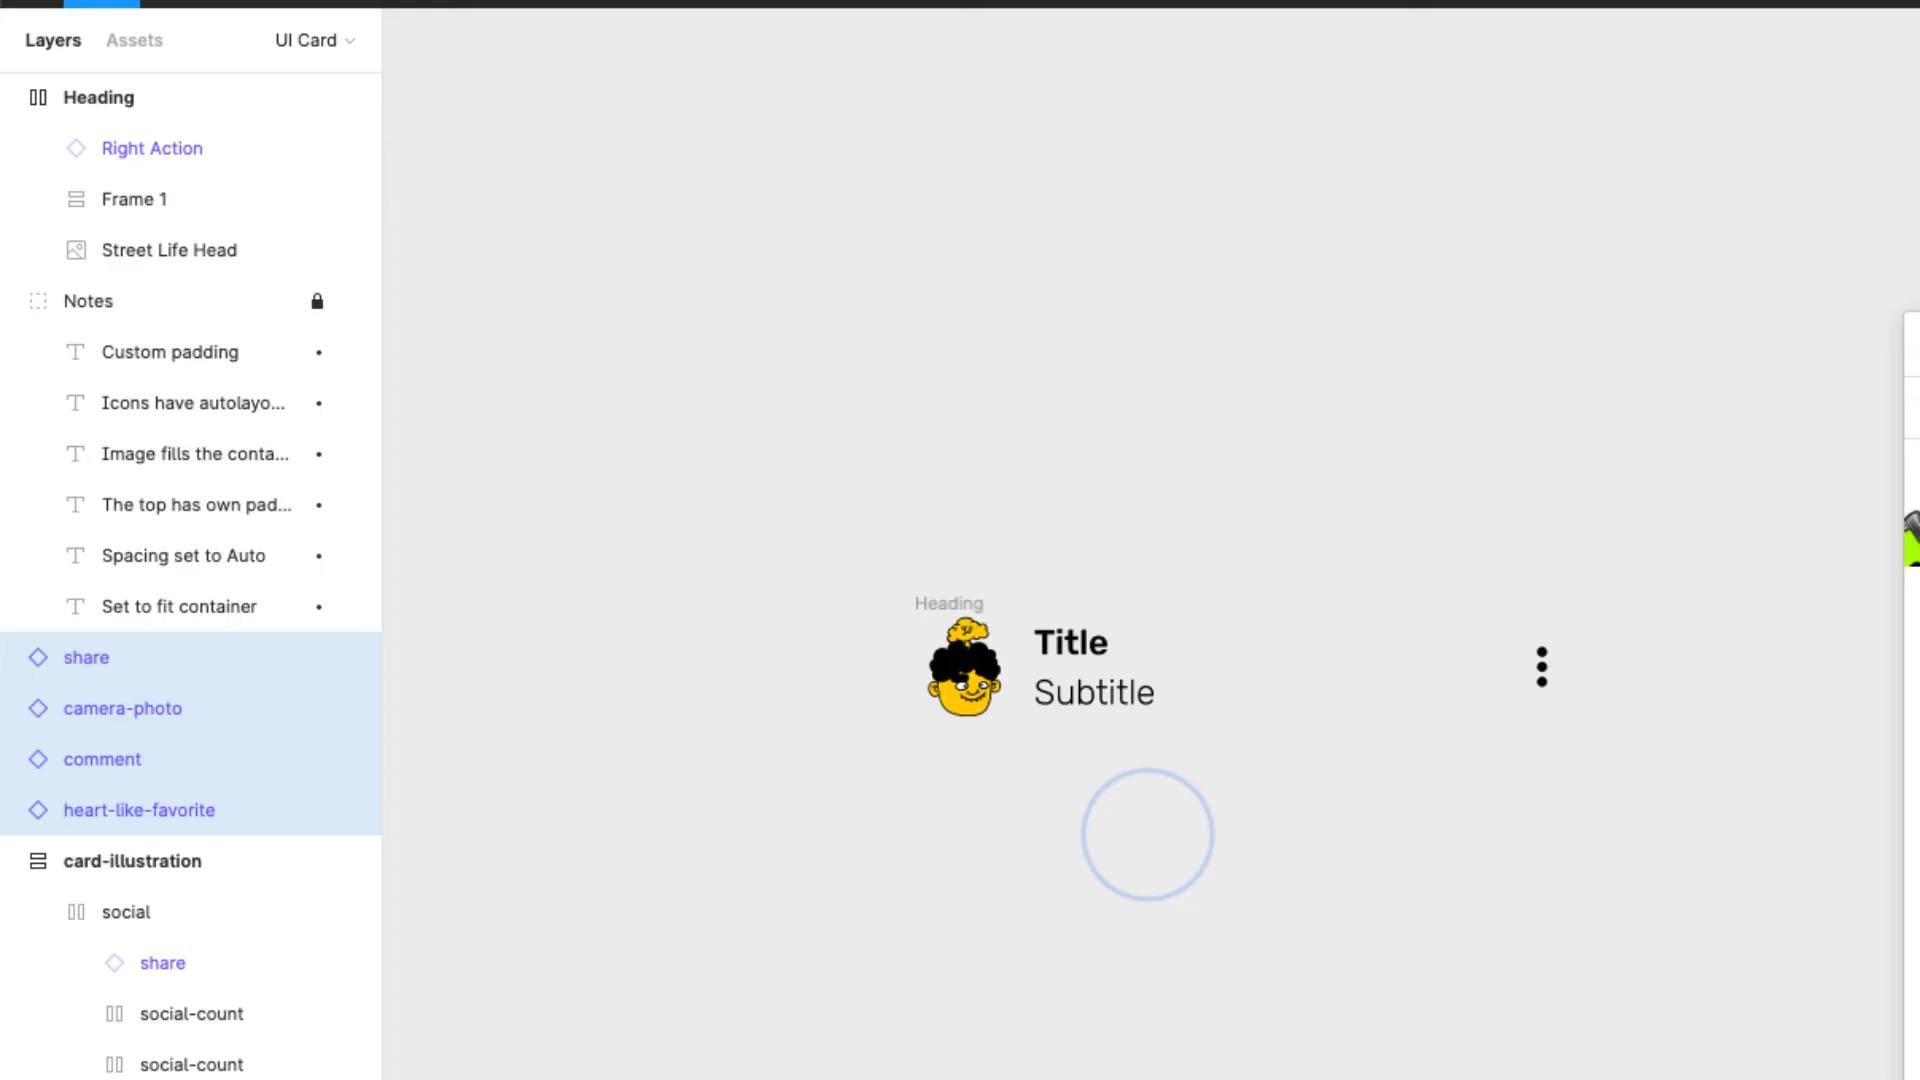 Layers Assets UI Card
Heading
Right Action
Frame 1
Street Life Head
Notes
Custom padding
Icons have autolayo...
Image fills the conta...
The top has own pad...
Spacing set to Auto
Set to fit container
share
camera-photo
comment
heart-like-favorite
card-illustration
social
share
social-count
social-count
Heading
Title
Subtitle